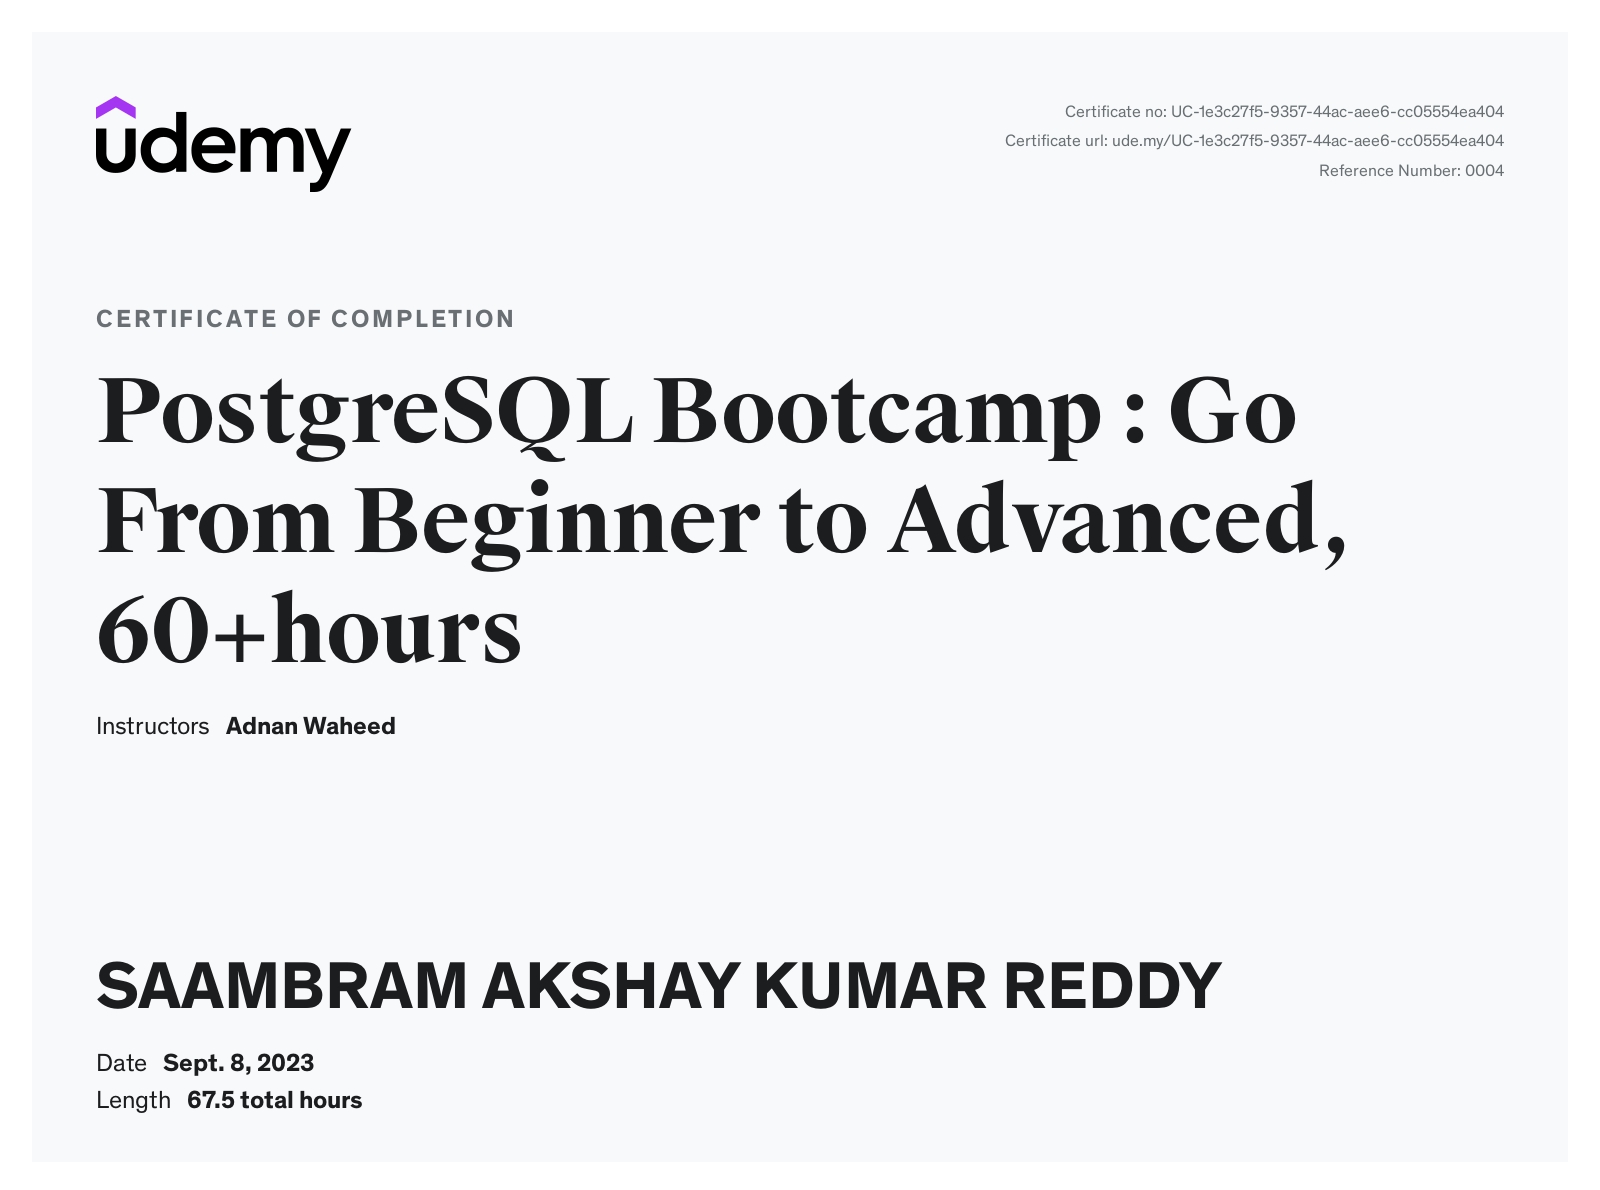 udemy
Certificate no: UC-1e3c27f5-9357-44ac-aee6-cc05554ea404
Certificate url: ude.my/UC-1e3c27f5-9357-44ac-aee6-cc05554ea404
Reference Number: 0004
CERTIFICATE OF COMPLETION
PostgreSQL Bootcamp : Go
From Beginner to Advanced,
60+hours
Instructors Adnan Waheed
SAAMBRAM AKSHAY KUMAR REDDY
Date Sept. 8, 2023
Length 67.5 total hours